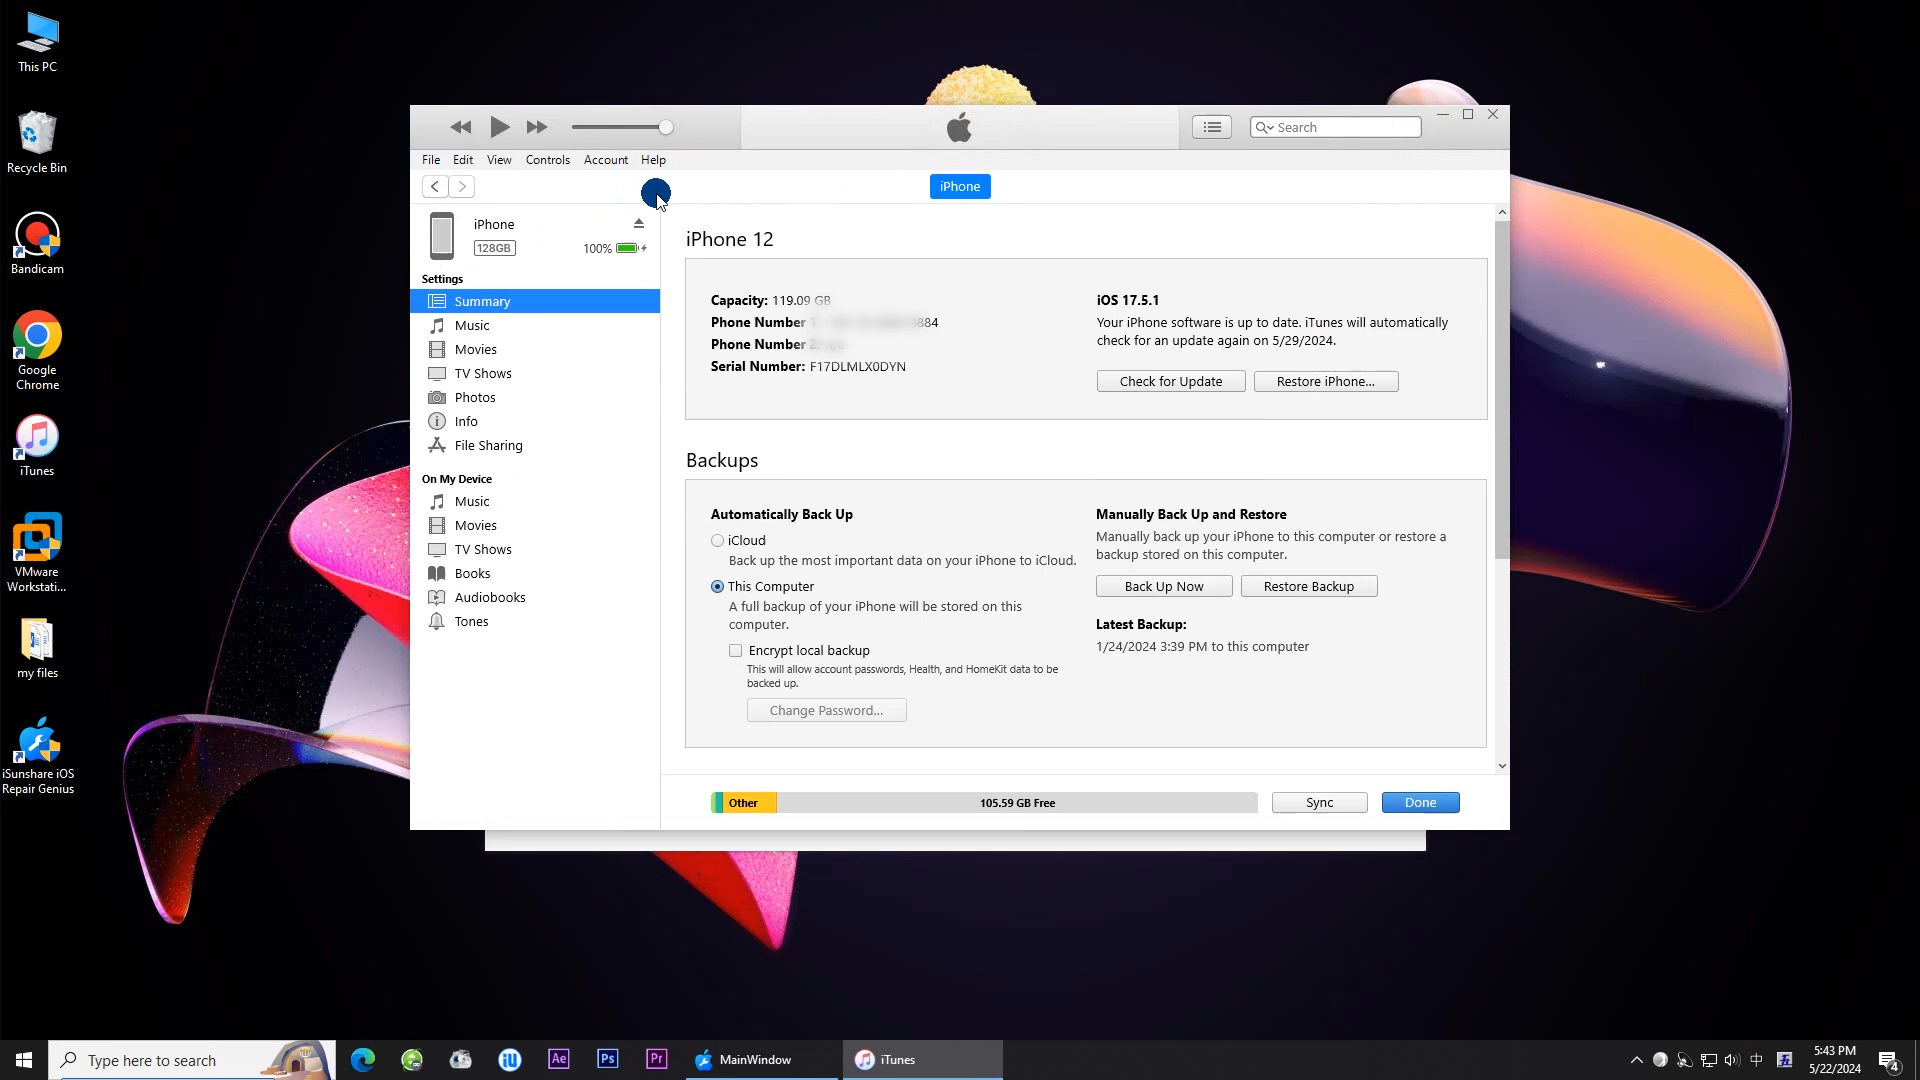 This PC
Recycle Bin
Bandicam
Google
Chrome
iTunes
VMware
Workstati...
my files
iSunshare iOS
Repair Genius
Search
File Edit View Controls Account Help
iPhone
iPhone
128GB
100%
Settings
Summary
Music
Movies
TV Shows
Photos
Info
File Sharing
On My Device
Music
Movies
TV Shows
Books
Audiobooks
Tones
iPhone 12
Capacity: 119.09 GB
Phone Number 884
Phone Number
Serial Number: F17DLMLX0DYN
iOS 17.5.1
Your iPhone software is up to date. iTunes will automatically
check for an update again on 5/29/2024.
Check for Update
Restore iPhone...
Backups
Automatically Back Up
iCloud
Back up the most important data on your iPhone to iCloud.
This Computer
A full backup of your iPhone will be stored on this
computer.
Encrypt local backup
This will allow account passwords, Health, and HomeKit data to be
backed up.
Change Password...
Manually Back Up and Restore
Manually back up your iPhone to this computer or restore a
backup stored on this computer.
Back Up Now
Restore Backup
Latest Backup:
1/24/2024 3:39 PM to this computer
Other
105.59 GB Free
Sync
Done
Type here to search
iU
Ae
Ps
Pr
MainWindow
iTunes
中
五
5:43 PM
5/22/2024
4